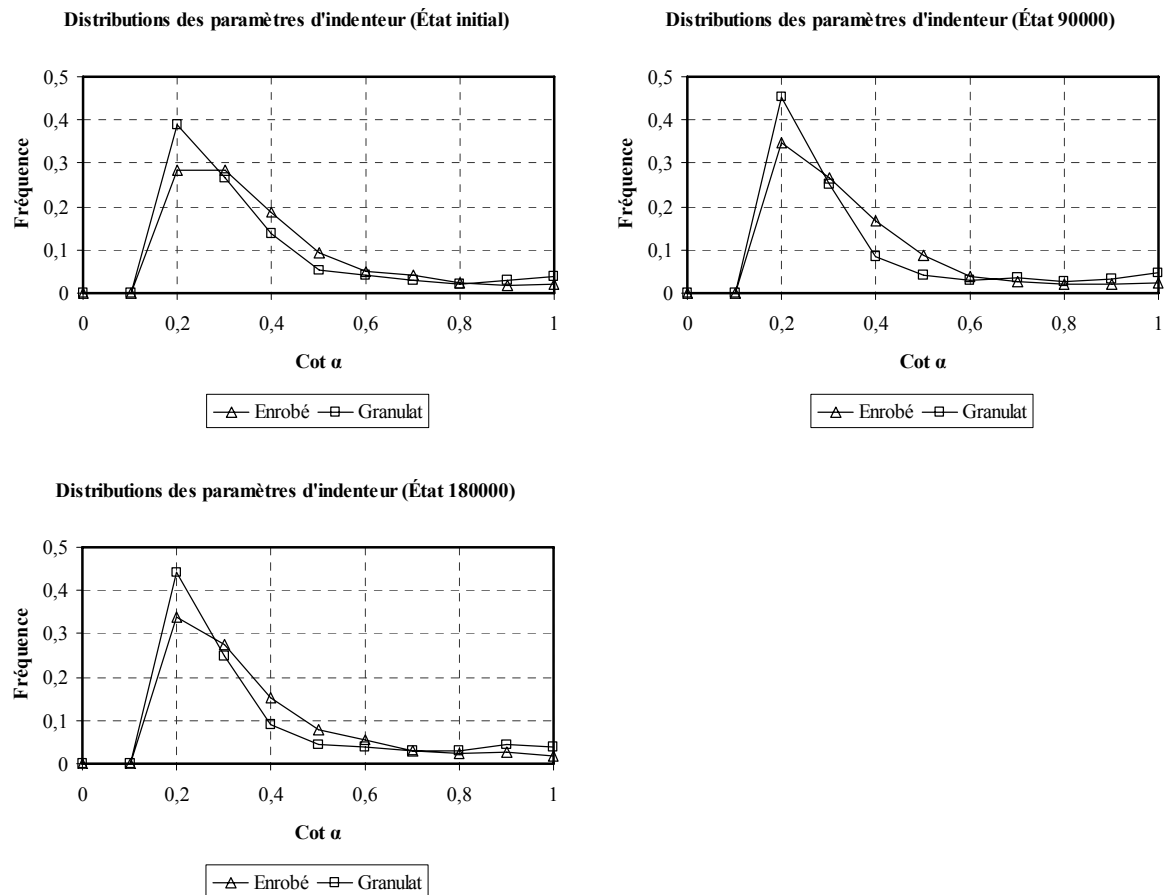 Distributions des paramètres d'indenteur (État initial)
0,5
0,4
0,3
0,2
0,1
0
Fréquence
0 0,2 0,4 0,6 0,8 1
Cot α
Enrobé Granulat
Distributions des paramètres d'indenteur (État 90000)
0,5
0,4
0,3
0,2
0,1
0
Fréquence
0 0,2 0,4 0,6 0,8 1
Cot α
Enrobé Granulat
Distributions des paramètres d'indenteur (État 180000)
0,5
0,4
0,3
0,2
0,1
0
Fréquence
0 0,2 0,4 0,6 0,8 1
Cot α
Enrobé Granulat